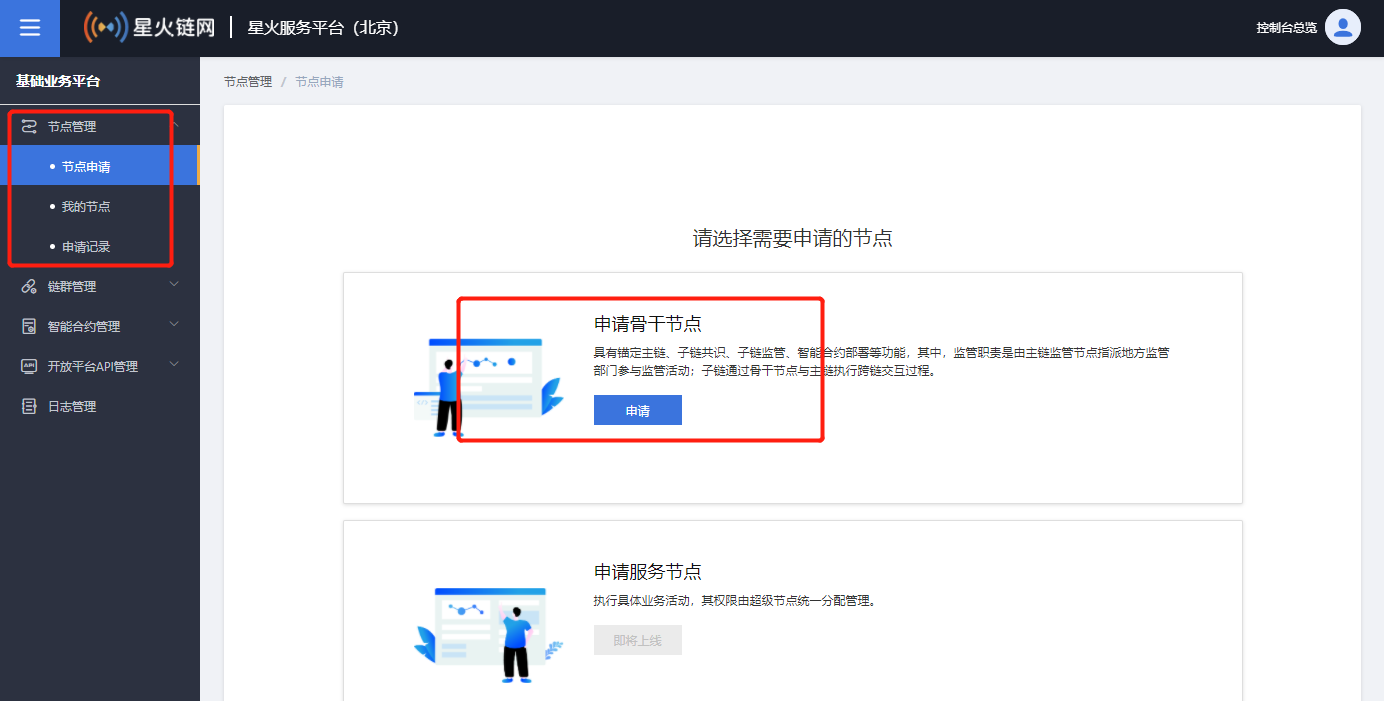 星火链网
星火服务平台（北京）
控制台总览
基础业务平台
节点管理
节点申请
我的节点
申请记录
链群管理
智能合约管理
API
开放平台API管理
日志管理
节点管理 / 节点申请
请选择需要申请的节点
申请骨干节点
具有锚定主链、子链共识、子链监管、智能合约部署等功能，其中，监管职责是由主链监管节点指派地方监管
部门参与监管活动；子链通过骨干节点与主链执行跨链交互过程。
申请
申请服务节点
执行具体业务活动，其权限由超级节点统一分配管理。
即将上线